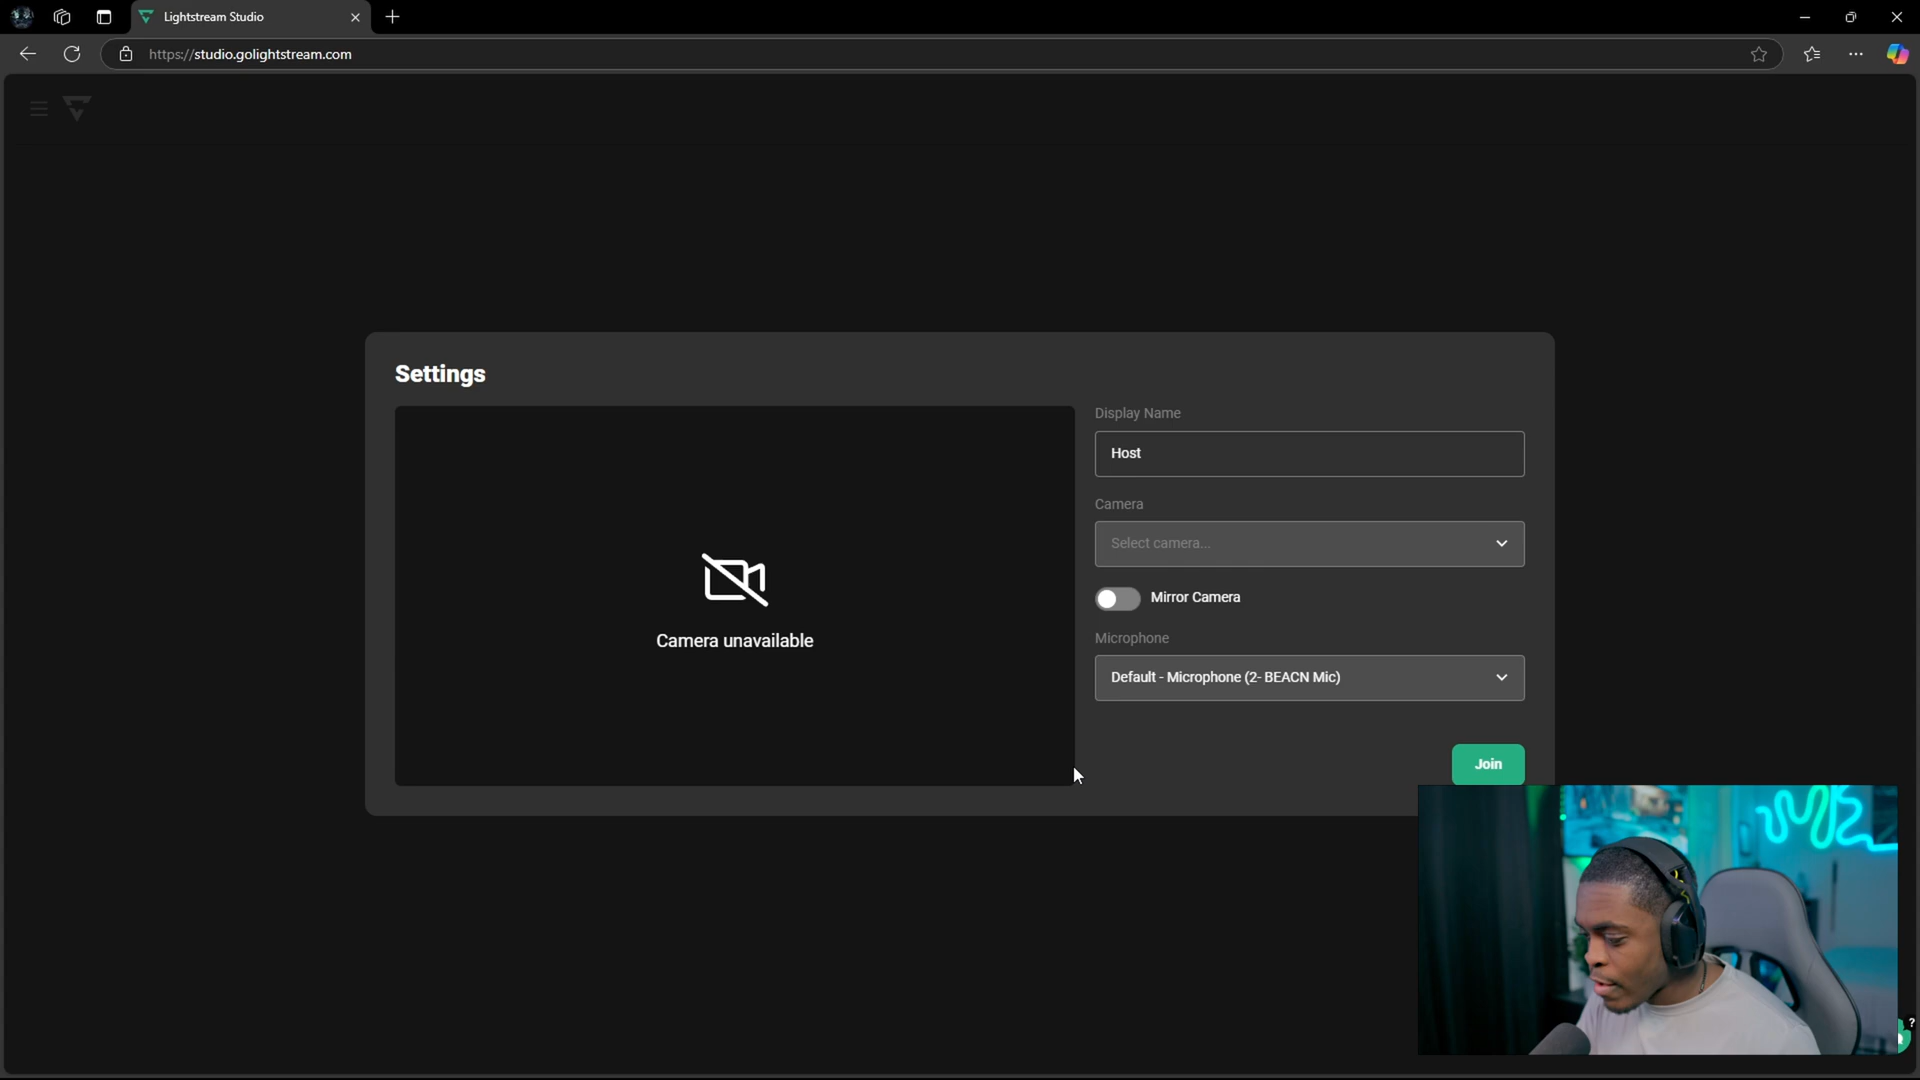 Lightstream Studio
https://studio.golightstream.com
Settings
Camera unavailable
Display Name
Host
Camera
Select camera...
Mirror Camera
Microphone
Default - Microphone (2- BEACN Mic)
Join
?